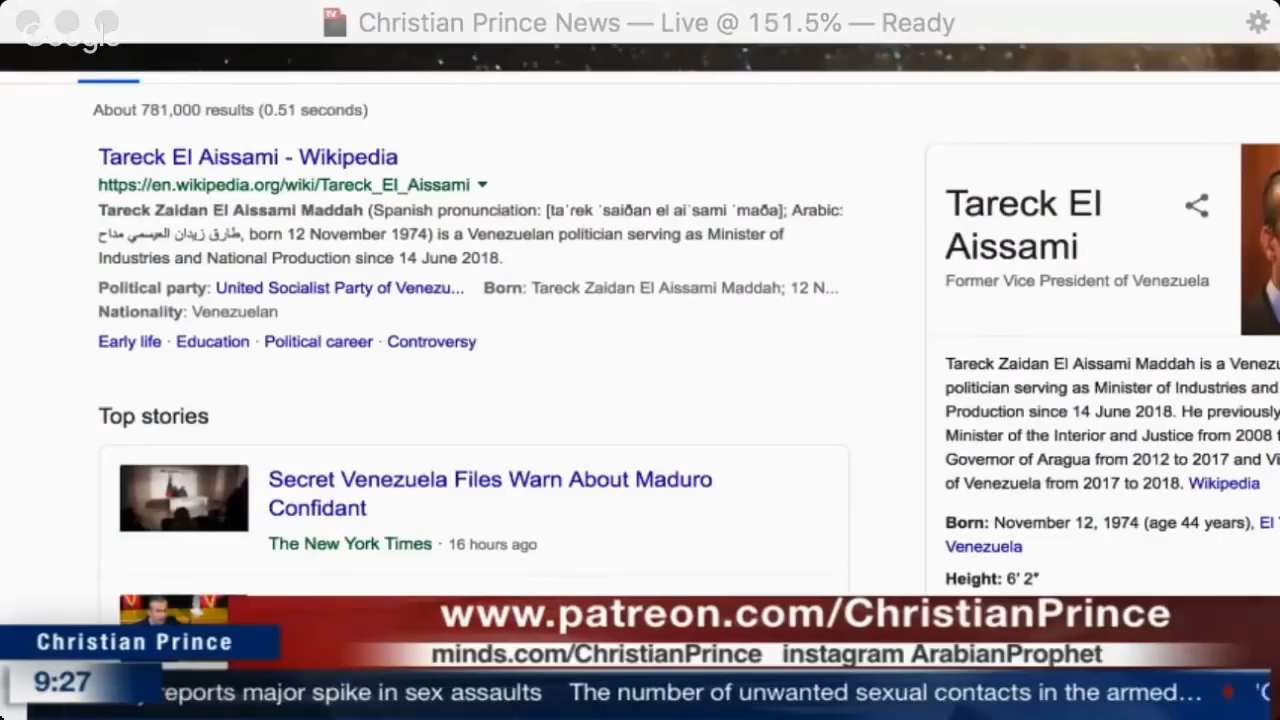 Christian Prince News — Live @ 151.5% — Ready
Google
About 781,000 results (0.51 seconds)
Tareck El Aissami - Wikipedia
https://en.wikipedia.org/wiki/Tareck_El_Aissami
Tareck Zaidan El Aissami Maddah (Spanish pronunciation: [taˈrek ˈsaiðan el aiˈsami ˈmaða]; Arabic:
طارق زيدان العيسمي مداح, born 12 November 1974) is a Venezuelan politician serving as Minister of
Industries and National Production since 14 June 2018.
Political party: United Socialist Party of Venezu... Born: Tareck Zaidan El Aissami Maddah; 12 N...
Nationality: Venezuelan
Early life · Education · Political career · Controversy
Top stories
Secret Venezuela Files Warn About Maduro
Confidant
The New York Times · 16 hours ago
Tareck El
Aissami
Former Vice President of Venezuela
Tareck Zaidan El Aissami Maddah is a Venezu
politician serving as Minister of Industries and
Production since 14 June 2018. He previously
Minister of the Interior and Justice from 2008
Governor of Aragua from 2012 to 2017 and Vi
of Venezuela from 2017 to 2018. Wikipedia
Born: November 12, 1974 (age 44 years), El
Venezuela
Height: 6′ 2″
www.patreon.com/ChristianPrince
Christian Prince
minds.com/ChristianPrince instagram ArabianProphet
9:27
reports major spike in sex assaults The number of unwanted sexual contacts in the armed...